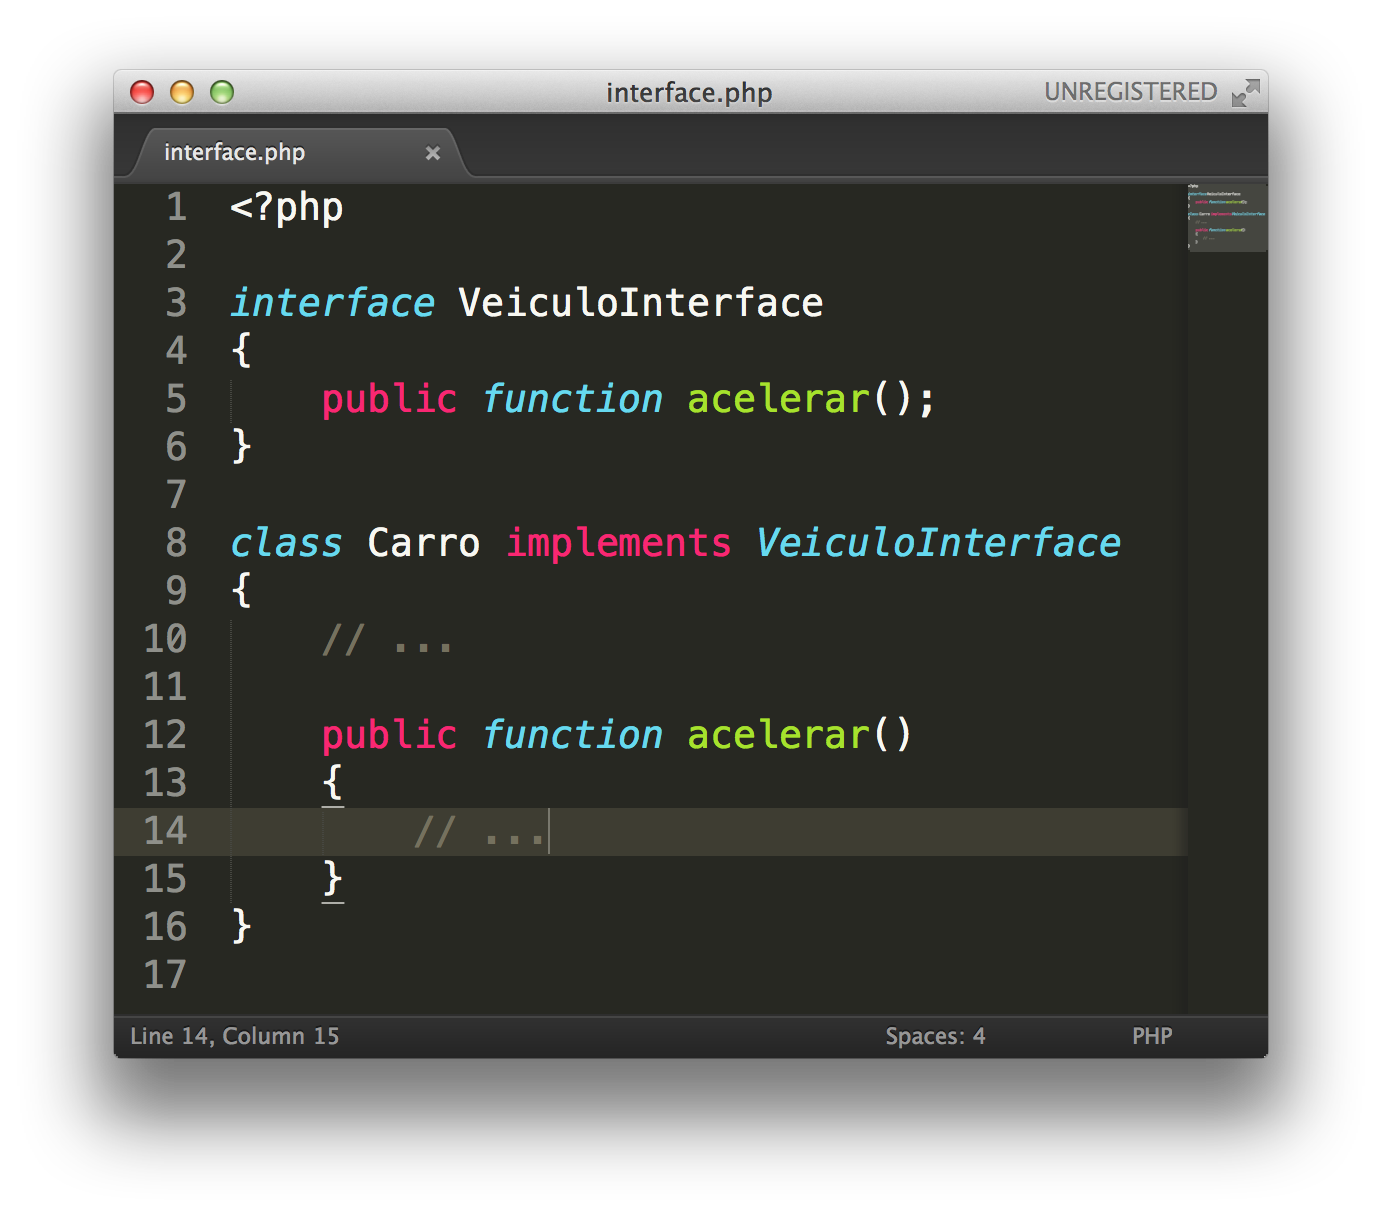 interface.php
UNREGISTERED
interface.php ×
1 <?php
2
3 interface VeiculoInterface
4 {
5     public function acelerar();
6 }
7
8 class Carro implements VeiculoInterface
9 {
10     // ...
11
12     public function acelerar()
13     {
14         // ...
15     }
16 }
17
Line 14, Column 15
Spaces: 4
PHP